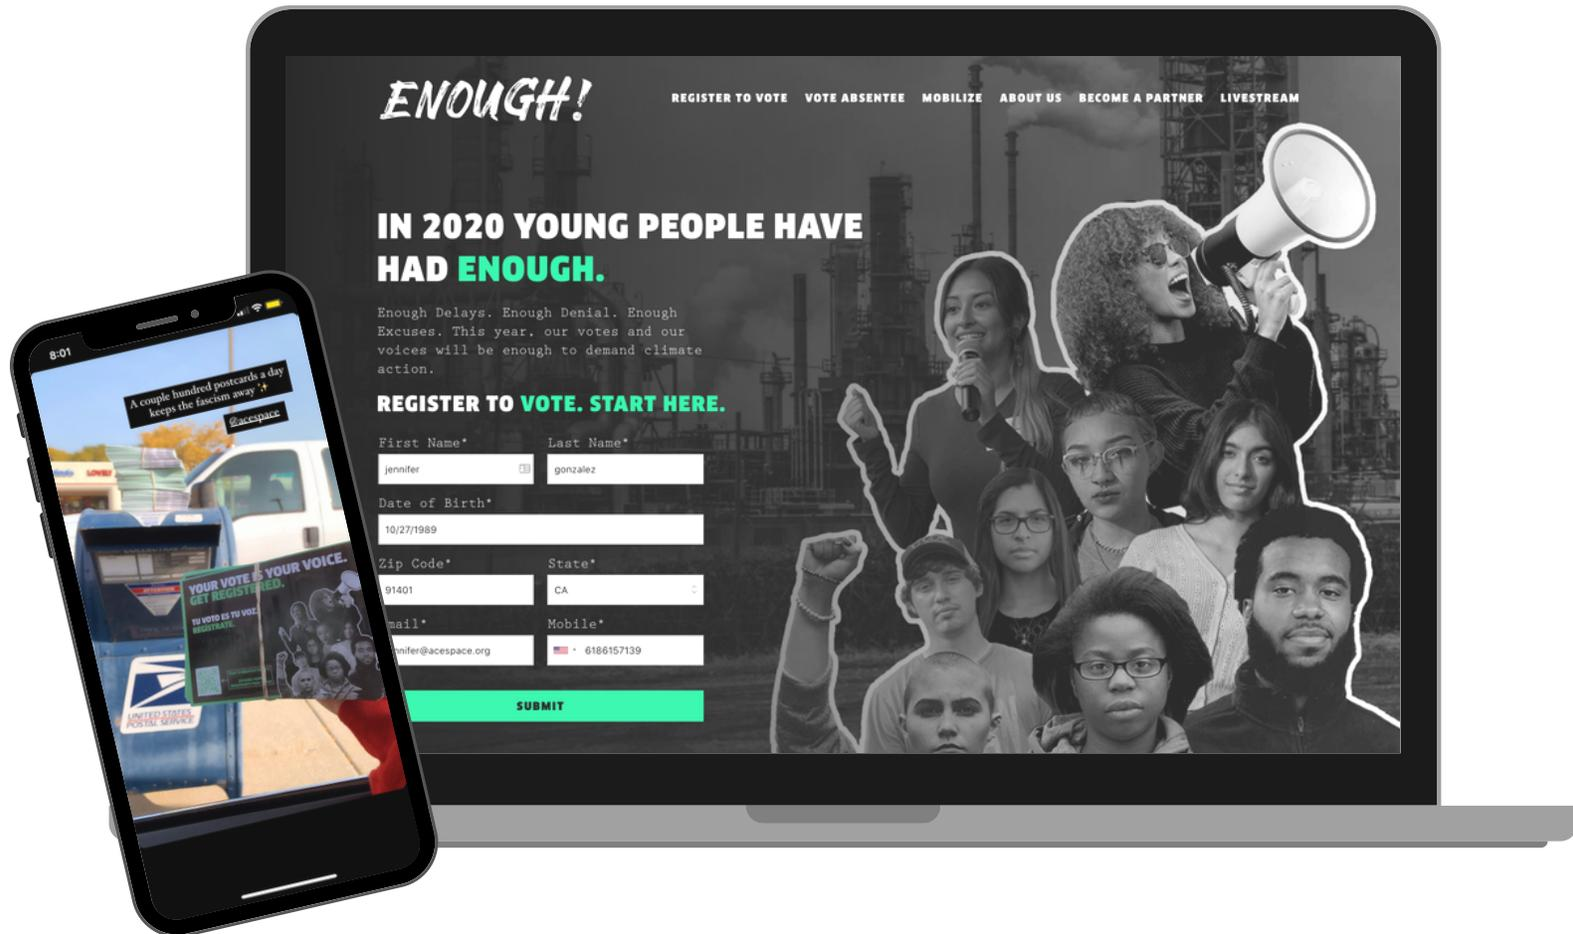 ENOUGH!
REGISTER TO VOTE VOTE ABSENTEE MOBILIZE ABOUT US BECOME A PARTNER LIVESTREAM
IN 2020 YOUNG PEOPLE HAVE
HAD ENOUGH.
Enough Delays. Enough Denial. Enough
Excuses. This year, our votes and our
voices will be enough to demand climate
action.
REGISTER TO VOTE. START HERE.
First Name* Last Name*
jennifer gonzalez
Date of Birth*
10/27/1989
Zip Code* State*
91401 CA
mail* Mobile*
nnifer@acespace.org 6186157139
SUBMIT
8:01
A couple hundred postcards a day
keeps the fascism away ✨
@acespace
LOVELY
YOUR VOTE IS YOUR VOICE.
GET REGISTERED.
TU VOTO ES TU VOZ.
REGÍSTRATE.
UNITED STATES
POSTAL SERVICE